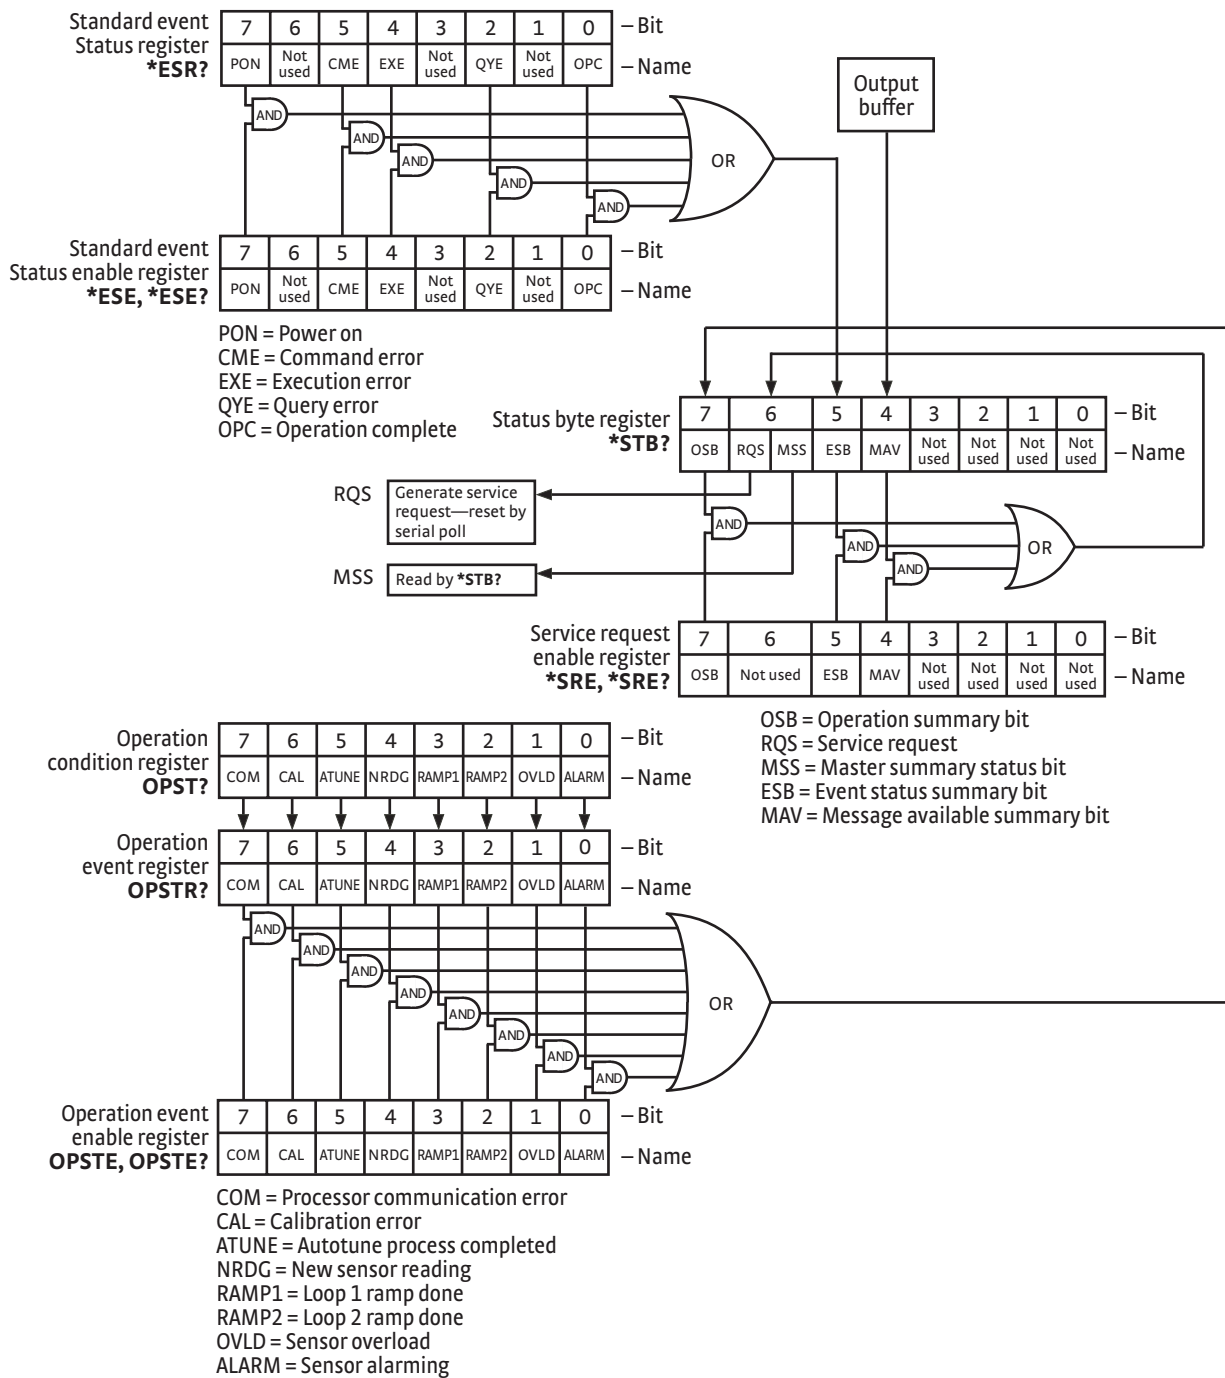 Standard event
Status register
*ESR?
7 6 5 4 3 2 1 0 – Bit
PON Not used CME EXE Not used QYE Not used OPC – Name
AND
AND
AND
AND
AND
OR
Output
buffer
Standard event
Status enable register
*ESE, *ESE?
7 6 5 4 3 2 1 0 – Bit
PON Not used CME EXE Not used QYE Not used OPC – Name
PON = Power on
CME = Command error
EXE = Execution error
QYE = Query error
OPC = Operation complete
Status byte register
*STB?
7 6 5 4 3 2 1 0 – Bit
OSB RQS MSS ESB MAV Not used Not used Not used Not used – Name
RQS
Generate service
request—reset by
serial poll
MSS
Read by *STB?
AND
AND
AND
OR
Service request
enable register
*SRE, *SRE?
7 6 5 4 3 2 1 0 – Bit
OSB Not used ESB MAV Not used Not used Not used Not used – Name
OSB = Operation summary bit
RQS = Service request
MSS = Master summary status bit
ESB = Event status summary bit
MAV = Message available summary bit
Operation
condition register
OPST?
7 6 5 4 3 2 1 0 – Bit
COM CAL ATUNE NRDG RAMP1 RAMP2 OVLD ALARM – Name
Operation
event register
OPSTR?
7 6 5 4 3 2 1 0 – Bit
COM CAL ATUNE NRDG RAMP1 RAMP2 OVLD ALARM – Name
AND
AND
AND
AND
AND
AND
AND
AND
OR
Operation event
enable register
OPSTE, OPSTE?
7 6 5 4 3 2 1 0 – Bit
COM CAL ATUNE NRDG RAMP1 RAMP2 OVLD ALARM – Name
COM = Processor communication error
CAL = Calibration error
ATUNE = Autotune process completed
NRDG = New sensor reading
RAMP1 = Loop 1 ramp done
RAMP2 = Loop 2 ramp done
OVLD = Sensor overload
ALARM = Sensor alarming